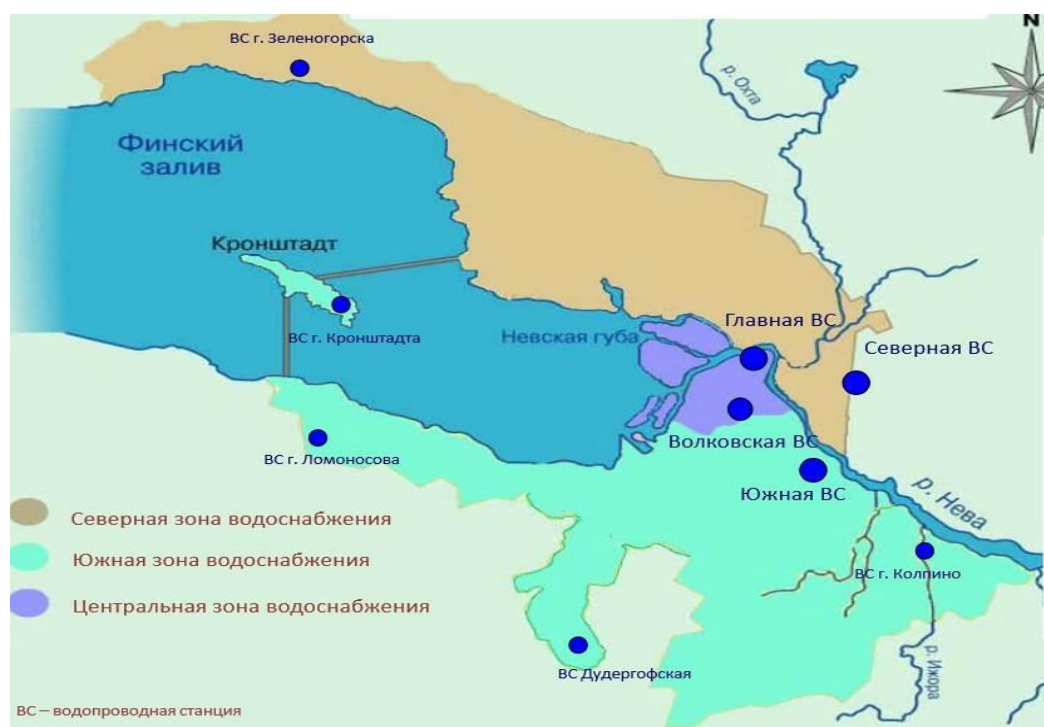 N
ВС г. Зеленогорска
р. Охта
Финский
залив
Кронштадт
ВС г. Кронштадта
Невская губа
Главная ВС
Северная ВС
Волковская ВС
ВС г. Ломоносова
Южная ВС
р. Нева
Северная зона водоснабжения
Южная зона водоснабжения
ВС г. Колпино
Центральная зона водоснабжения
р. Ижора
ВС Дудергофская
ВС – водопроводная станция